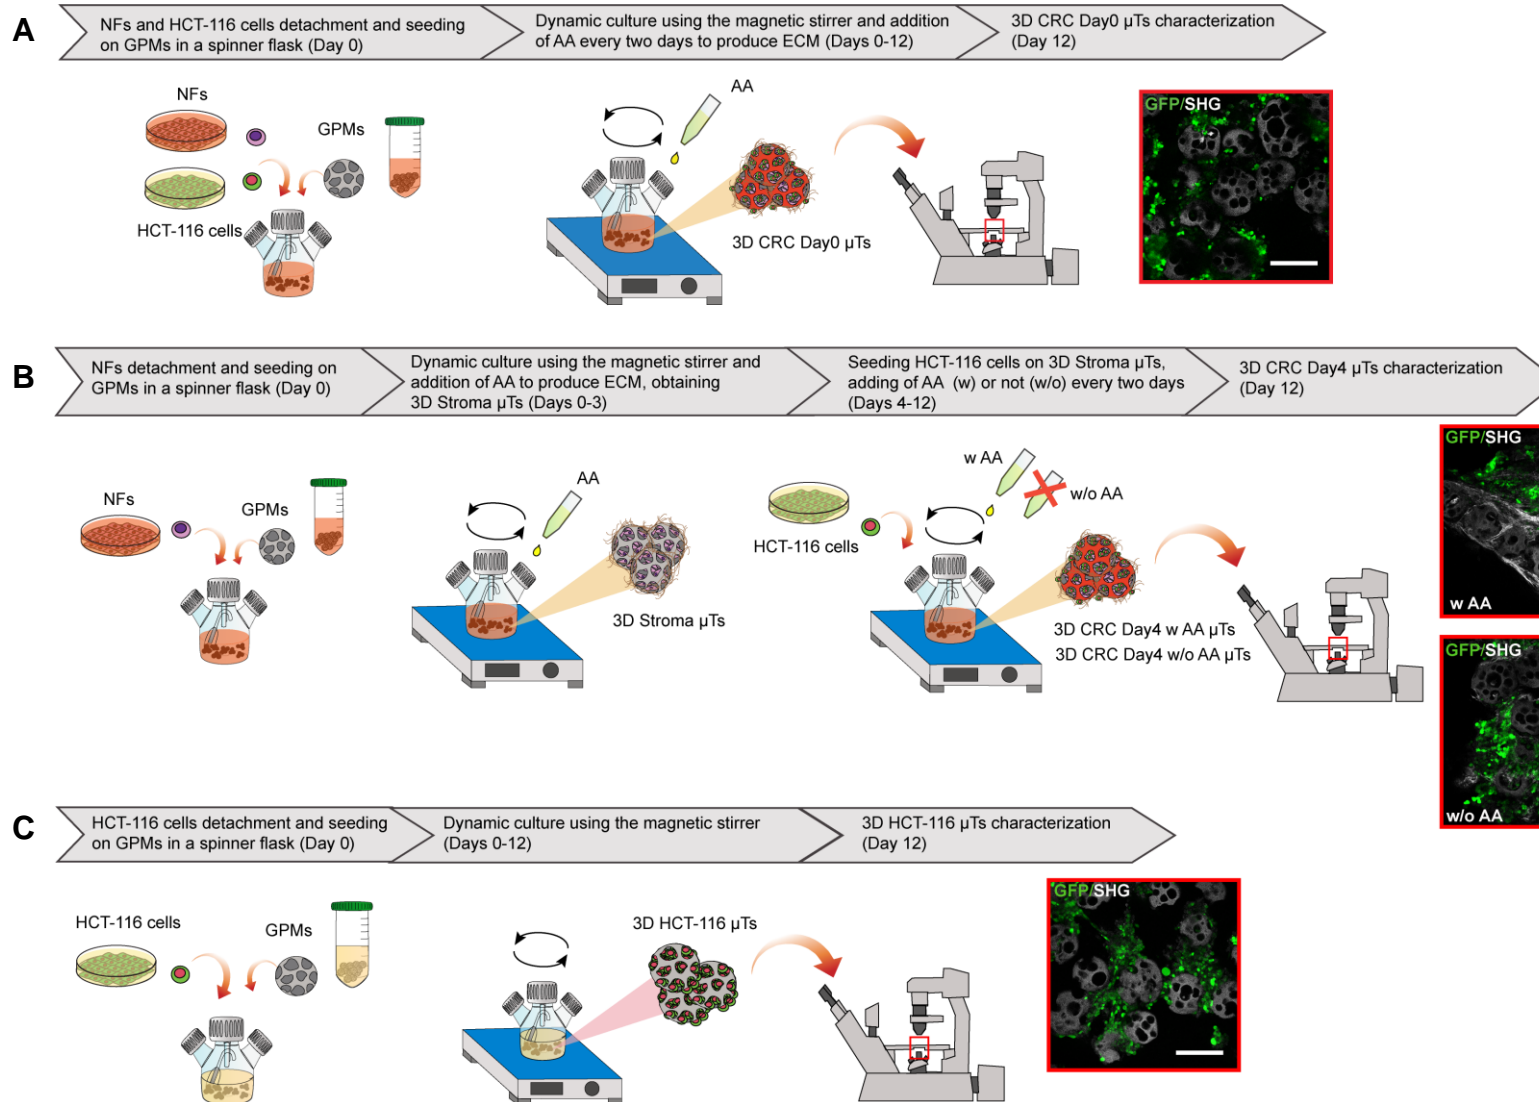 A
NFs and HCT-116 cells detachment and seeding
on GPMs in a spinner flask (Day 0)
Dynamic culture using the magnetic stirrer and addition
of AA every two days to produce ECM (Days 0-12)
3D CRC Day0 µTs characterization
(Day 12)
NFs
GPMs
HCT-116 cells
AA
3D CRC Day0 µTs
GFP/SHG
B
NFs detachment and seeding on
GPMs in a spinner flask (Day 0)
Dynamic culture using the magnetic stirrer and
addition of AA to produce ECM, obtaining
3D Stroma µTs (Days 0-3)
Seeding HCT-116 cells on 3D Stroma µTs,
adding of AA (w) or not (w/o) every two days
(Days 4-12)
3D CRC Day4 µTs characterization
(Day 12)
NFs
GPMs
AA
3D Stroma µTs
w AA
w/o AA
HCT-116 cells
3D CRC Day4 w AA µTs
3D CRC Day4 w/o AA µTs
GFP/SHG
w AA
GFP/SHG
w/o AA
C
HCT-116 cells detachment and seeding
on GPMs in a spinner flask (Day 0)
Dynamic culture using the magnetic stirrer
(Days 0-12)
3D HCT-116 µTs characterization
(Day 12)
HCT-116 cells
GPMs
3D HCT-116 µTs
GFP/SHG